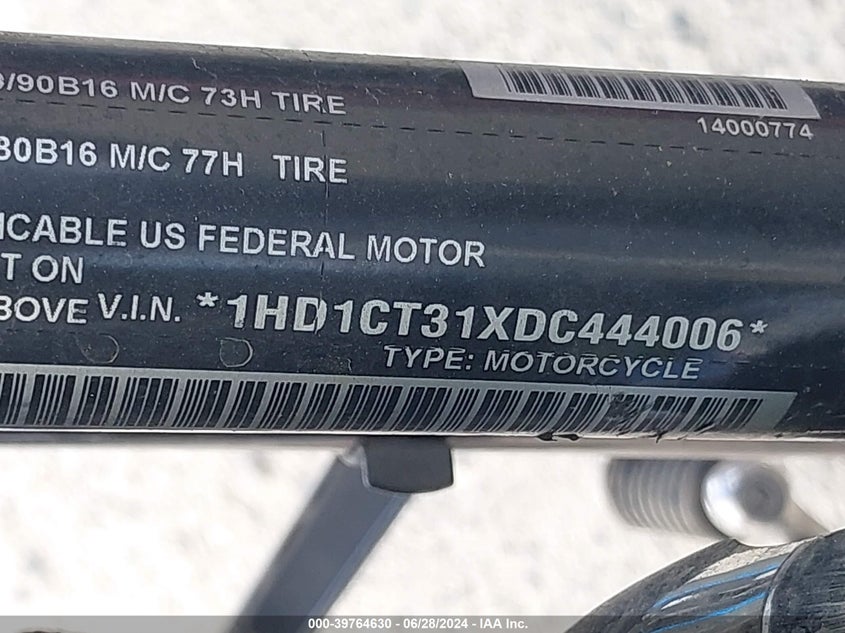 /90B16 M/C 73H TIRE
14000774
80B16 M/C 77H TIRE
ICABLE US FEDERAL MOTOR
T ON
BOVE V.I.N. *1HD1CT31XDC444006*
TYPE: MOTORCYCLE
000-39764630 - 06/28/2024 - IAA Inc.